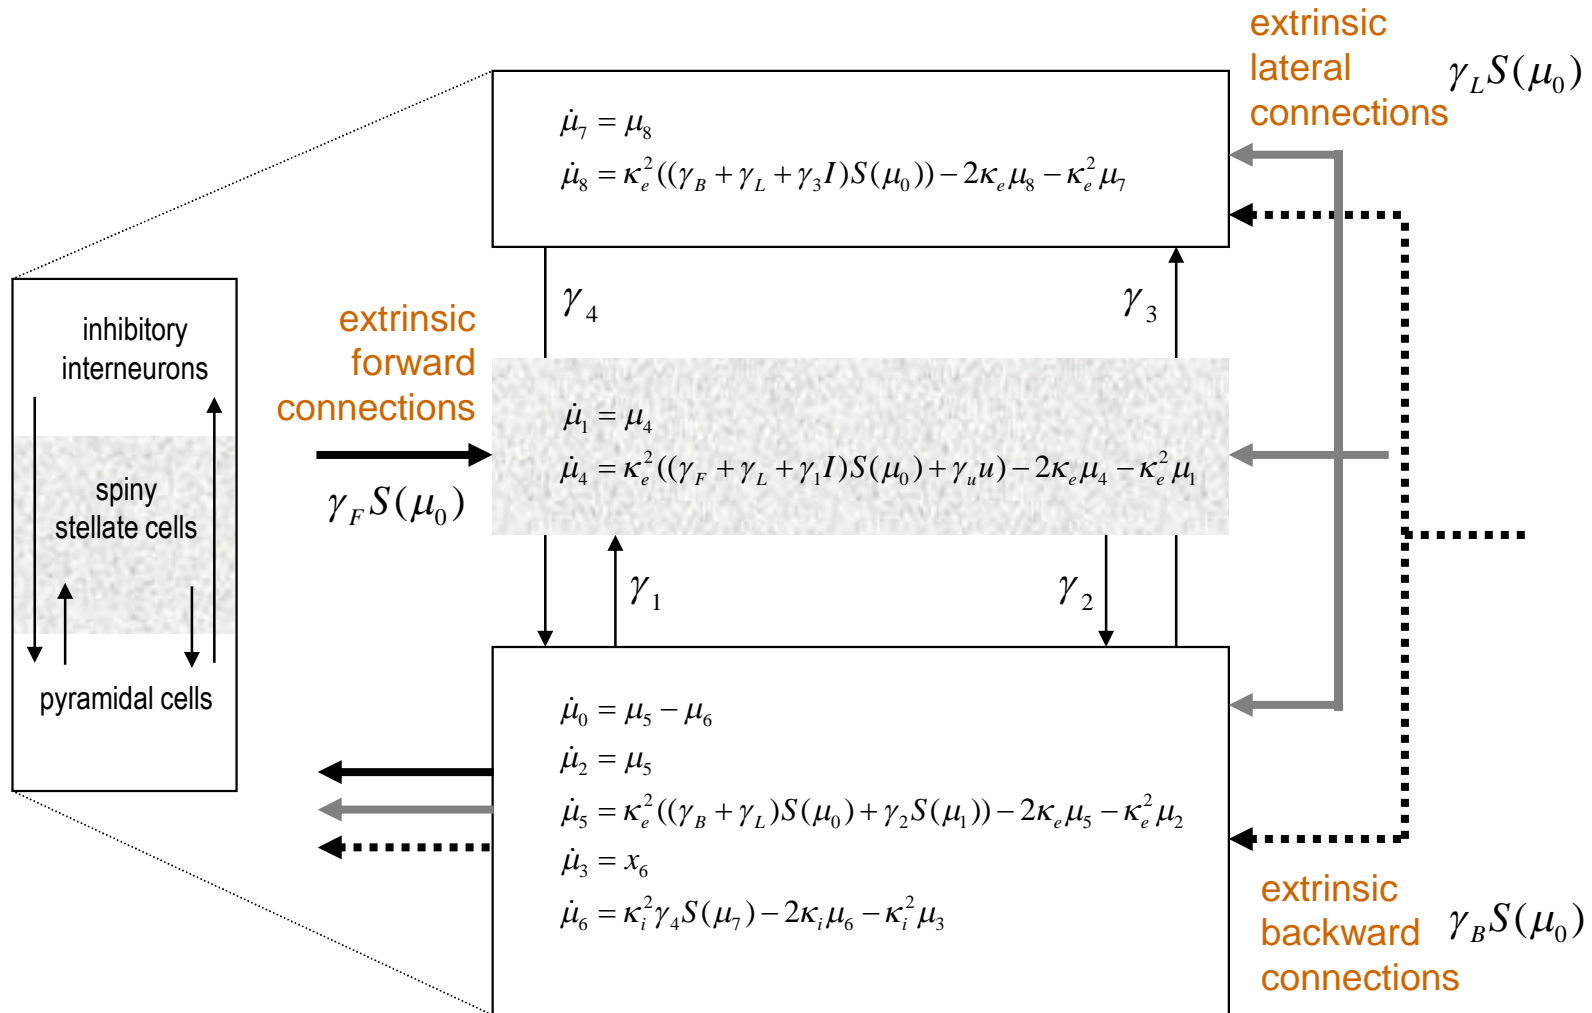 extrinsic
lateral
connections
γ_L S(μ_0)
μ̇_7 = μ_8
μ̇_8 = κ_e^2((γ_B + γ_L + γ_3 I)S(μ_0)) − 2κ_e μ_8 − κ_e^2 μ_7
γ_4
γ_3
inhibitory
interneurons
spiny
stellate cells
pyramidal cells
extrinsic
forward
connections
γ_F S(μ_0)
μ̇_1 = μ_4
μ̇_4 = κ_e^2((γ_F + γ_L + γ_1 I)S(μ_0) + γ_u u) − 2κ_e μ_4 − κ_e^2 μ_1
γ_1
γ_2
μ̇_0 = μ_5 − μ_6
μ̇_2 = μ_5
μ̇_5 = κ_e^2((γ_B + γ_L)S(μ_0) + γ_2 S(μ_1)) − 2κ_e μ_5 − κ_e^2 μ_2
μ̇_3 = x_6
μ̇_6 = κ_i^2 γ_4 S(μ_7) − 2κ_i μ_6 − κ_i^2 μ_3
extrinsic
backward
connections
γ_B S(μ_0)